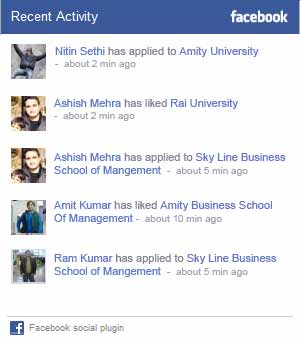 Recent Activity facebook
Nitin Sethi has applied to Amity University
- about 2 min ago
Ashish Mehra has liked Rai University
- about 2 min ago
Ashish Mehra has applied to Sky Line Business
School of Mangement - about 5 min ago
Amit Kumar has liked Amity Business School
Of Management - about 10 min ago
Ram Kumar has applied to Sky Line Business
School of Mangement - about 5 min ago
f Facebook social plugin